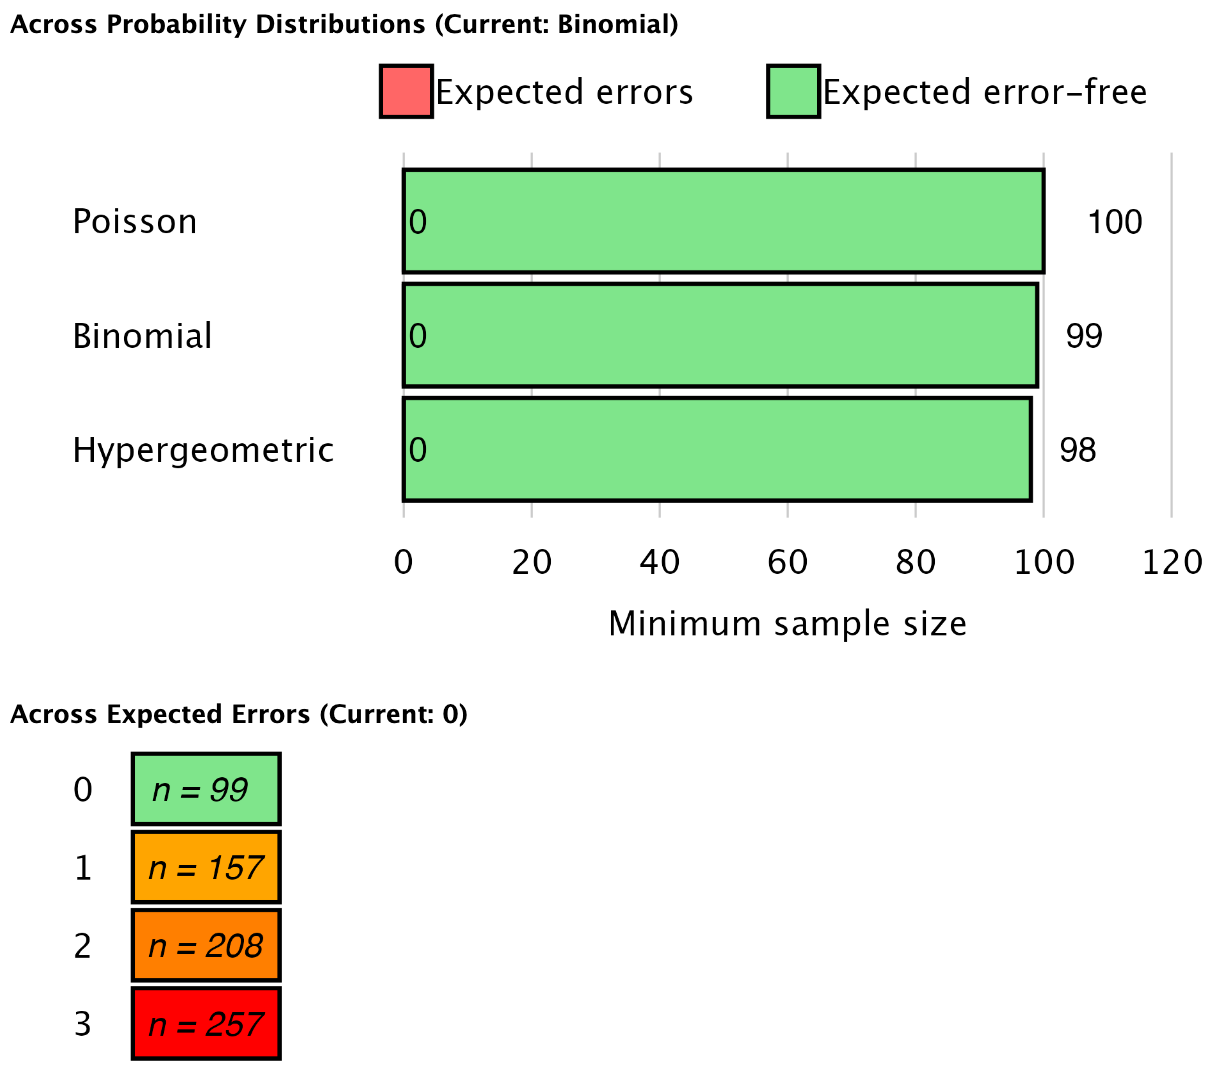 Across Probability Distributions (Current: Binomial)
Expected errors Expected error-free
Poisson 0 100
Binomial 0 99
Hypergeometric 0 98
0 20 40 60 80 100 120
Minimum sample size
Across Expected Errors (Current: 0)
0 n = 99
1 n = 157
2 n = 208
3 n = 257